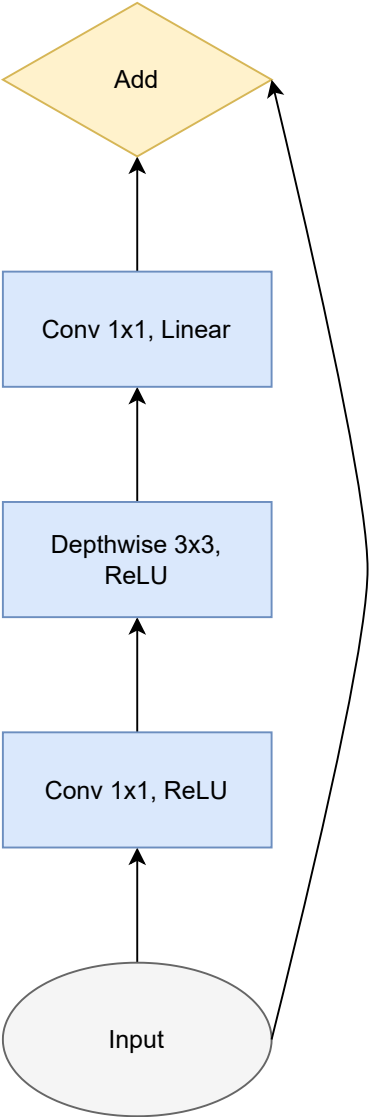 Add
Conv 1x1, Linear
Depthwise 3x3,
ReLU
Conv 1x1, ReLU
Input